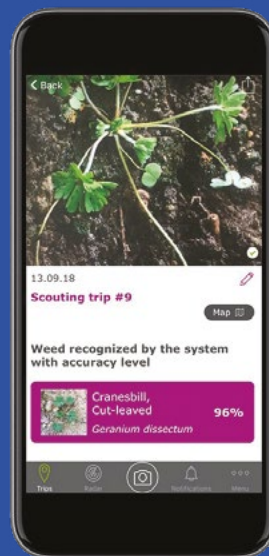 Back
13.09.18
Scouting trip #9
Map
Weed recognized by the system
with accuracy level
Cranesbill,
Cut-leaved
96%
Geranium dissectum
Trips
Radar
Notifications
Menu